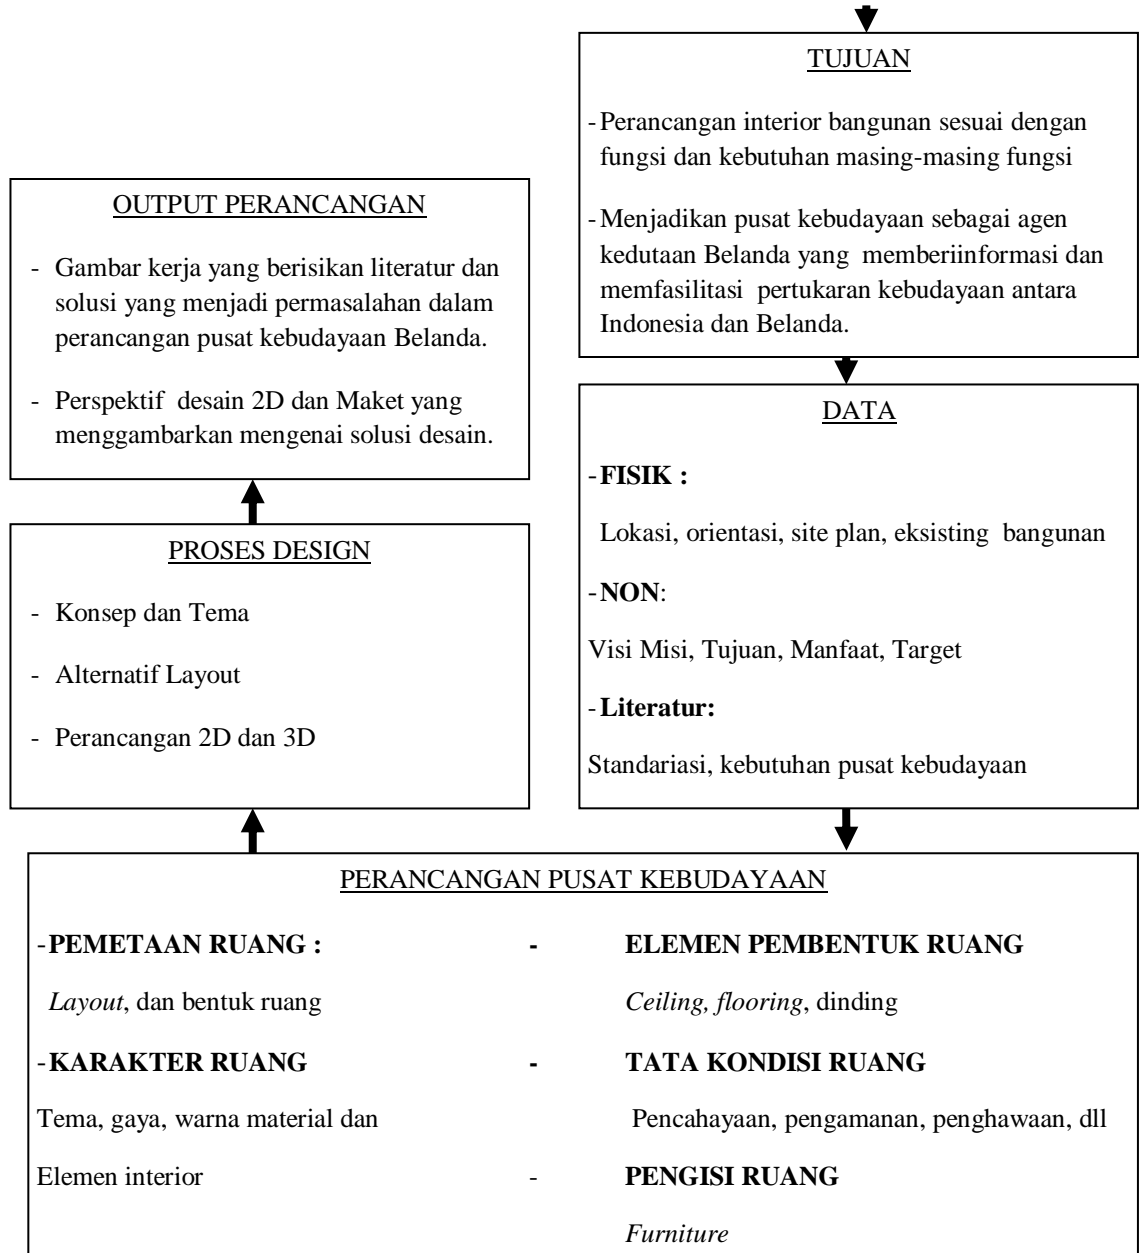 TUJUAN
-Perancangan interior bangunan sesuai dengan
fungsi dan kebutuhan masing-masing fungsi
-Menjadikan pusat kebudayaan sebagai agen
kedutaan Belanda yang memberiinformasi dan
memfasilitasi pertukaran kebudayaan antara
Indonesia dan Belanda.
DATA
-FISIK :
Lokasi, orientasi, site plan, eksisting bangunan
-NON:
Visi Misi, Tujuan, Manfaat, Target
-Literatur:
Standariasi, kebutuhan pusat kebudayaan
PERANCANGAN PUSAT KEBUDAYAAN
-PEMETAAN RUANG :
Layout, dan bentuk ruang
-KARAKTER RUANG
Tema, gaya, warna material dan
Elemen interior
- ELEMEN PEMBENTUK RUANG
Ceiling, flooring, dinding
- TATA KONDISI RUANG
Pencahayaan, pengamanan, penghawaan, dll
- PENGISI RUANG
Furniture
PROSES DESIGN
- Konsep dan Tema
- Alternatif Layout
- Perancangan 2D dan 3D
OUTPUT PERANCANGAN
- Gambar kerja yang berisikan literatur dan
solusi yang menjadi permasalahan dalam
perancangan pusat kebudayaan Belanda.
- Perspektif desain 2D dan Maket yang
menggambarkan mengenai solusi desain.